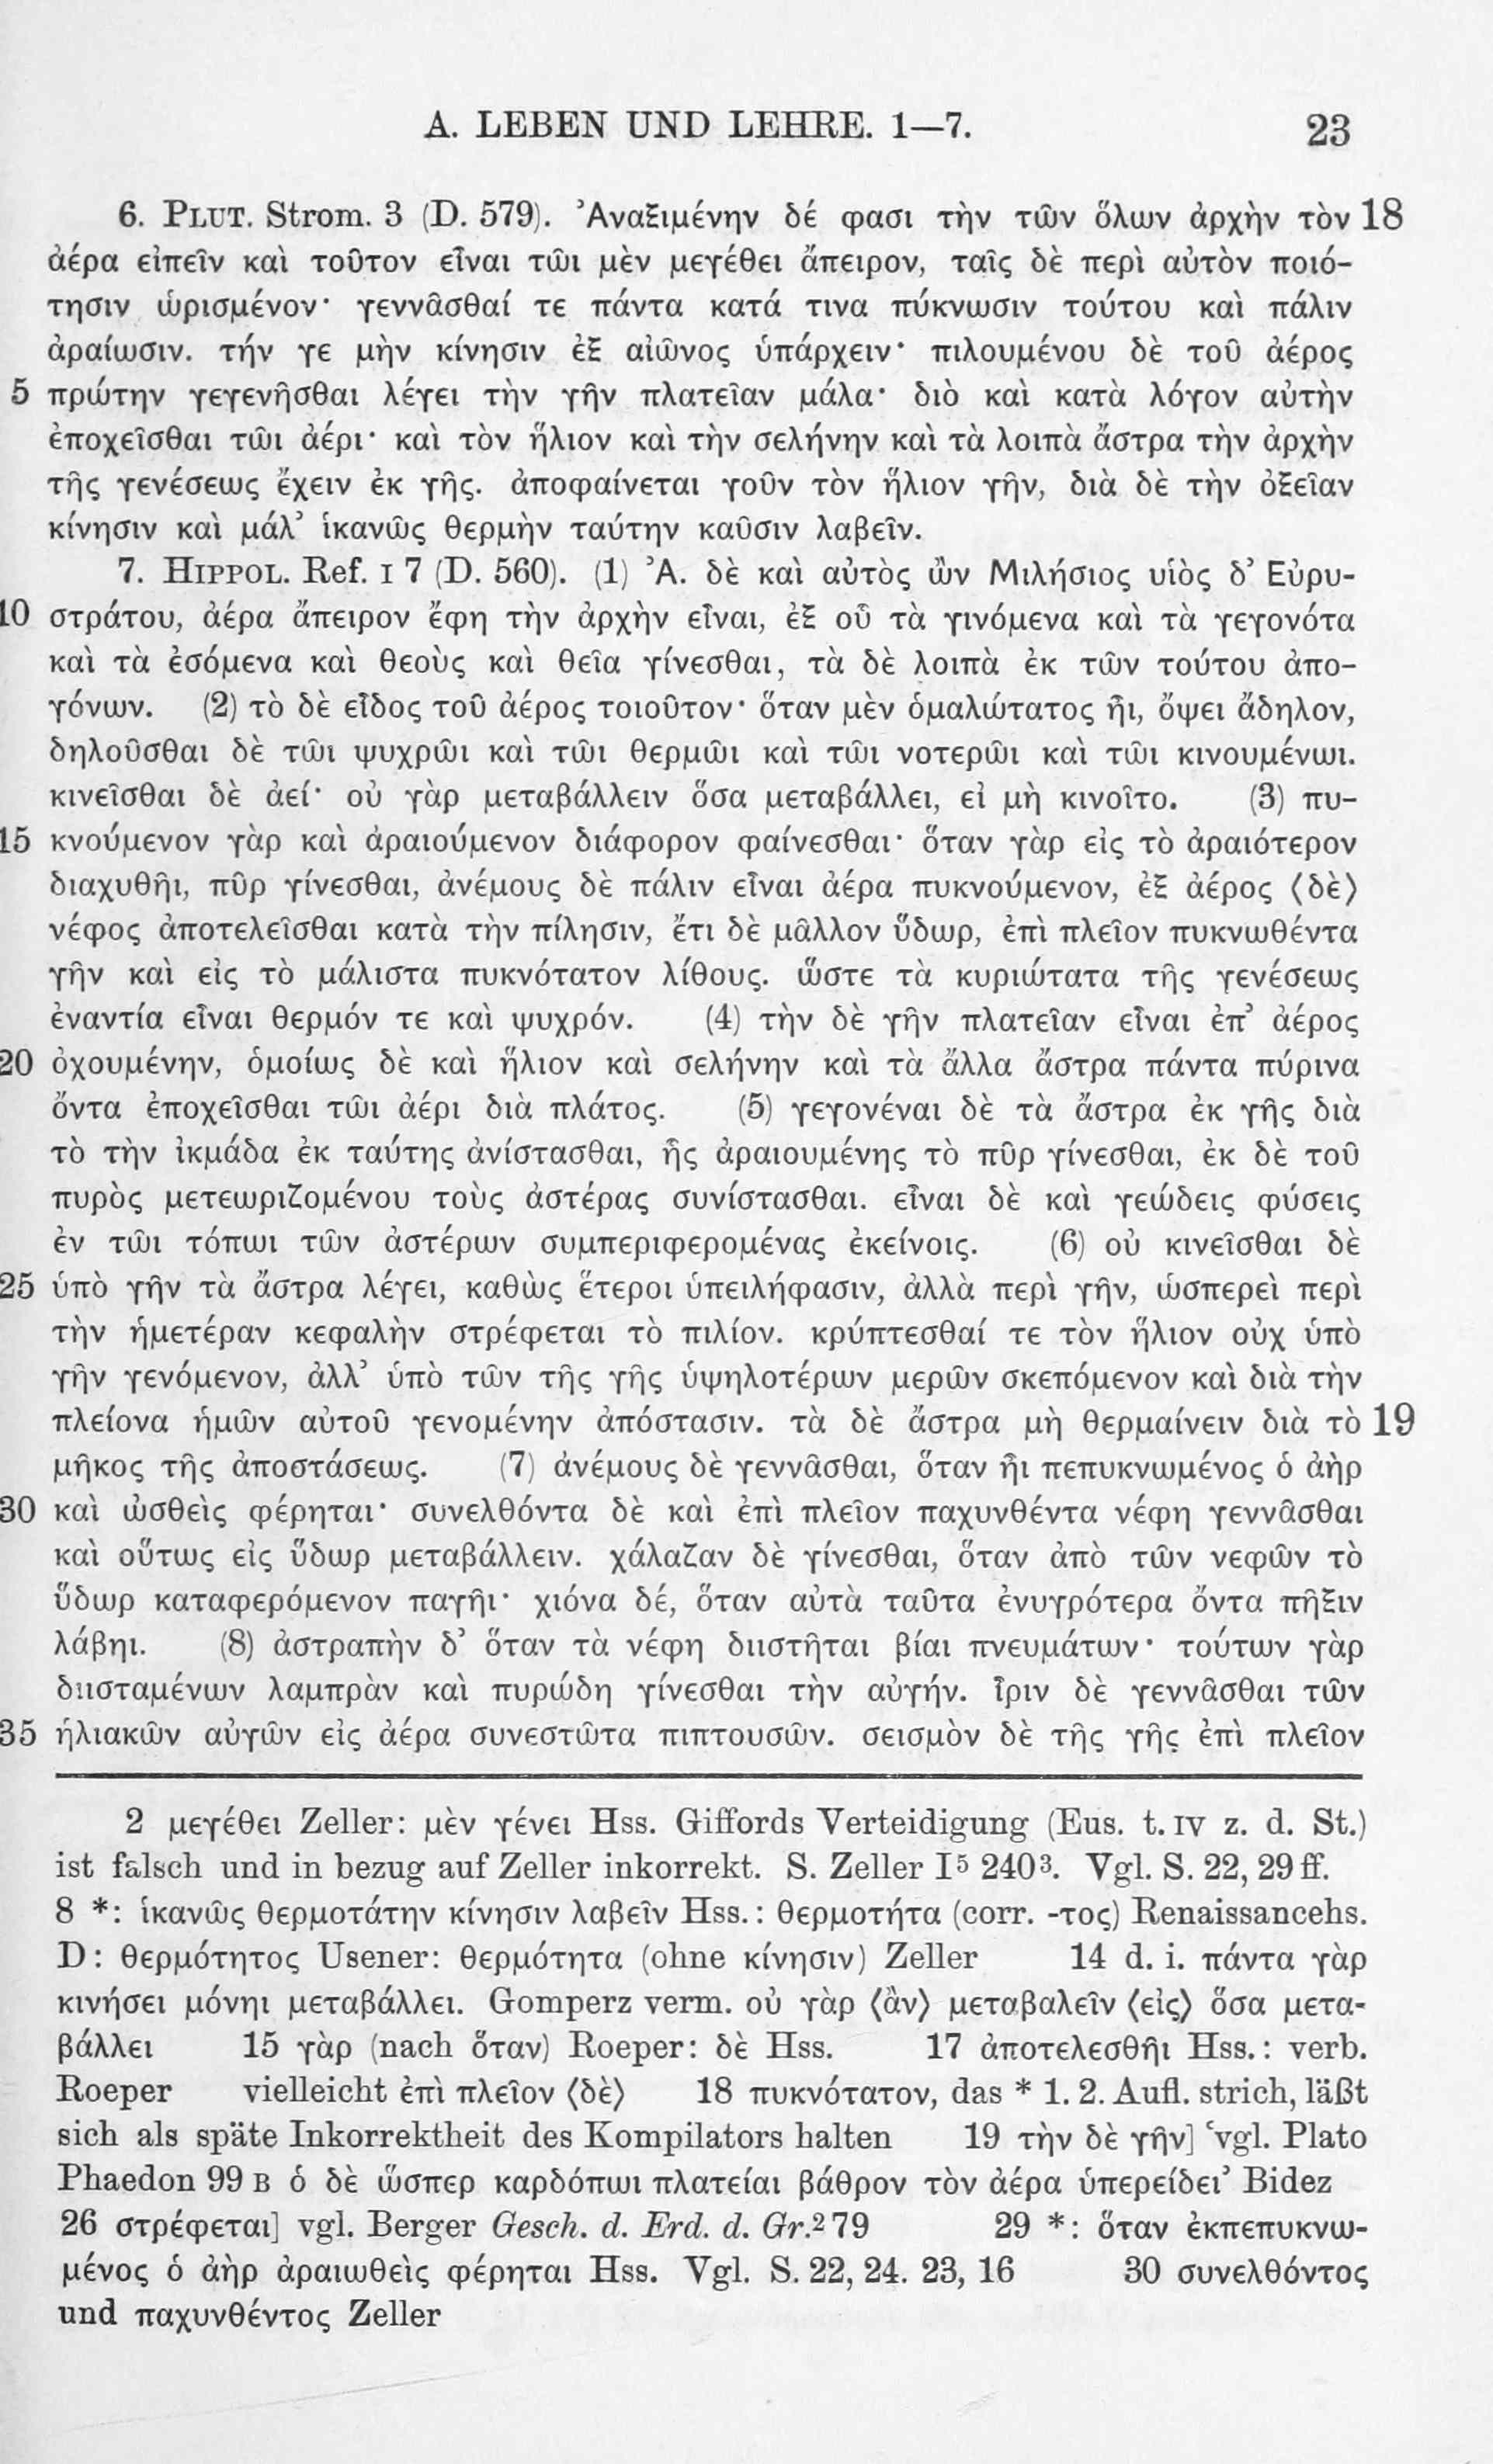 A. LEBEN UND LEHRE. 1—7. 23
6. PLUT. Strom. 3 (D. 579). Ἀναξιμένην δέ φασι τὴν τῶν ὅλων ἀρχὴν τὸν 18
ἀέρα εἰπεῖν καὶ τοῦτον εἶναι τῶι μὲν μεγέθει ἄπειρον, ταῖς δὲ περὶ αὐτὸν ποιό-
τησιν ὡρισμένον· γεννᾶσθαί τε πάντα κατά τινα πύκνωσιν τούτου καὶ πάλιν
ἀραίωσιν. τήν γε μὴν κίνησιν ἐξ αἰῶνος ὑπάρχειν· πιλουμένου δὲ τοῦ ἀέρος
5 πρώτην γεγενῆσθαι λέγει τὴν γῆν πλατεῖαν μάλα· διὸ καὶ κατὰ λόγον αὐτὴν
ἐποχεῖσθαι τῶι ἀέρι· καὶ τὸν ἥλιον καὶ τὴν σελήνην καὶ τὰ λοιπὰ ἄστρα τὴν ἀρχὴν
τῆς γενέσεως ἔχειν ἐκ γῆς. ἀποφαίνεται γοῦν τὸν ἥλιον γῆν, διὰ δὲ τὴν ὀξεῖαν
κίνησιν καὶ μάλ’ ἱκανῶς θερμὴν ταύτην καῦσιν λαβεῖν.
7. HIPPOL. Ref. I 7 (D. 560). (1) Ἀ. δὲ καὶ αὐτὸς ὢν Μιλήσιος υἱὸς δ’ Εὐρυ-
10 στράτου, ἀέρα ἄπειρον ἔφη τὴν ἀρχὴν εἶναι, ἐξ οὗ τὰ γινόμενα καὶ τὰ γεγονότα
καὶ τὰ ἐσόμενα καὶ θεοὺς καὶ θεῖα γίνεσθαι, τὰ δὲ λοιπὰ ἐκ τῶν τούτου ἀπο-
γόνων. (2) τὸ δὲ εἶδος τοῦ ἀέρος τοιοῦτον· ὅταν μὲν ὁμαλώτατος ἦι, ὄψει ἄδηλον,
δηλοῦσθαι δὲ τῶι ψυχρῶι καὶ τῶι θερμῶι καὶ τῶι νοτερῶι καὶ τῶι κινουμένωι.
κινεῖσθαι δὲ ἀεί· οὐ γὰρ μεταβάλλειν ὅσα μεταβάλλει, εἰ μὴ κινοῖτο. (3) πυ-
15 κνούμενον γὰρ καὶ ἀραιούμενον διάφορον φαίνεσθαι· ὅταν γὰρ εἰς τὸ ἀραιότερον
διαχυθῆι, πῦρ γίνεσθαι, ἀνέμους δὲ πάλιν εἶναι ἀέρα πυκνούμενον, ἐξ ἀέρος ⟨δὲ⟩
νέφος ἀποτελεῖσθαι κατὰ τὴν πίλησιν, ἔτι δὲ μᾶλλον ὕδωρ, ἐπὶ πλεῖον πυκνωθέντα
γῆν καὶ εἰς τὸ μάλιστα πυκνότατον λίθους. ὥστε τὰ κυριώτατα τῆς γενέσεως
ἐναντία εἶναι θερμόν τε καὶ ψυχρόν. (4) τὴν δὲ γῆν πλατεῖαν εἶναι ἐπ’ ἀέρος
20 ὀχουμένην, ὁμοίως δὲ καὶ ἥλιον καὶ σελήνην καὶ τὰ ἄλλα ἄστρα πάντα πύρινα
ὄντα ἐποχεῖσθαι τῶι ἀέρι διὰ πλάτος. (5) γεγονέναι δὲ τὰ ἄστρα ἐκ γῆς διὰ
τὸ τὴν ἰκμάδα ἐκ ταύτης ἀνίστασθαι, ἧς ἀραιουμένης τὸ πῦρ γίνεσθαι, ἐκ δὲ τοῦ
πυρὸς μετεωριζομένου τοὺς ἀστέρας συνίστασθαι. εἶναι δὲ καὶ γεώδεις φύσεις
ἐν τῶι τόπωι τῶν ἀστέρων συμπεριφερομένας ἐκείνοις. (6) οὐ κινεῖσθαι δὲ
25 ὑπὸ γῆν τὰ ἄστρα λέγει, καθὼς ἕτεροι ὑπειλήφασιν, ἀλλὰ περὶ γῆν, ὡσπερεὶ περὶ
τὴν ἡμετέραν κεφαλὴν στρέφεται τὸ πιλίον. κρύπτεσθαί τε τὸν ἥλιον οὐχ ὑπὸ
γῆν γενόμενον, ἀλλ’ ὑπὸ τῶν τῆς γῆς ὑψηλοτέρων μερῶν σκεπόμενον καὶ διὰ τὴν
πλείονα ἡμῶν αὐτοῦ γενομένην ἀπόστασιν. τὰ δὲ ἄστρα μὴ θερμαίνειν διὰ τὸ 19
μῆκος τῆς ἀποστάσεως. (7) ἀνέμους δὲ γεννᾶσθαι, ὅταν ἦι πεπυκνωμένος ὁ ἀὴρ
30 καὶ ὠσθεὶς φέρηται· συνελθόντα δὲ καὶ ἐπὶ πλεῖον παχυνθέντα νέφη γεννᾶσθαι
καὶ οὕτως εἰς ὕδωρ μεταβάλλειν. χάλαζαν δὲ γίνεσθαι, ὅταν ἀπὸ τῶν νεφῶν τὸ
ὕδωρ καταφερόμενον παγῆι· χιόνα δέ, ὅταν αὐτὰ ταῦτα ἐνυγρότερα ὄντα πῆξιν
λάβηι. (8) ἀστραπὴν δ’ ὅταν τὰ νέφη διιστῆται βίαι πνευμάτων· τούτων γὰρ
διισταμένων λαμπρὰν καὶ πυρώδη γίνεσθαι τὴν αὐγήν. ἶριν δὲ γεννᾶσθαι τῶν
35 ἡλιακῶν αὐγῶν εἰς ἀέρα συνεστῶτα πιπτουσῶν. σεισμὸν δὲ τῆς γῆς ἐπὶ πλεῖον
2 μεγέθει Zeller: μὲν γένει Hss. Giffords Verteidigung (Eus. t. IV z. d. St.)
ist falsch und in bezug auf Zeller inkorrekt. S. Zeller I⁵ 240³. Vgl. S. 22, 29 ff.
8 *: ἱκανῶς θερμοτάτην κίνησιν λαβεῖν Hss.: θερμοτήτα (corr. -τος) Renaissancehs.
D: θερμότητος Usener: θερμότητα (ohne κίνησιν) Zeller 14 d. i. πάντα γὰρ
κινήσει μόνηι μεταβάλλει. Gomperz verm. οὐ γὰρ ⟨ἂν⟩ μεταβαλεῖν ⟨εἰς⟩ ὅσα μετα-
βάλλει 15 γὰρ (nach ὅταν) Roeper: δὲ Hss. 17 ἀποτελεσθῆι Hss.: verb.
Roeper vielleicht ἐπὶ πλεῖον ⟨δὲ⟩ 18 πυκνότατον, das * 1. 2. Aufl. strich, läßt
sich als späte Inkorrektheit des Kompilators halten 19 τὴν δὲ γῆν] ‘vgl. Plato
Phaedon 99 B ὁ δὲ ὥσπερ καρδόπωι πλατείαι βάθρον τὸν ἀέρα ὑπερείδει’ Bidez
26 στρέφεται] vgl. Berger Gesch. d. Erd. d. Gr.² 79 29 *: ὅταν ἐκπεπυκνω-
μένος ὁ ἀὴρ ἀραιωθεὶς φέρηται Hss. Vgl. S. 22, 24. 23, 16 30 συνελθόντος
und παχυνθέντος Zeller